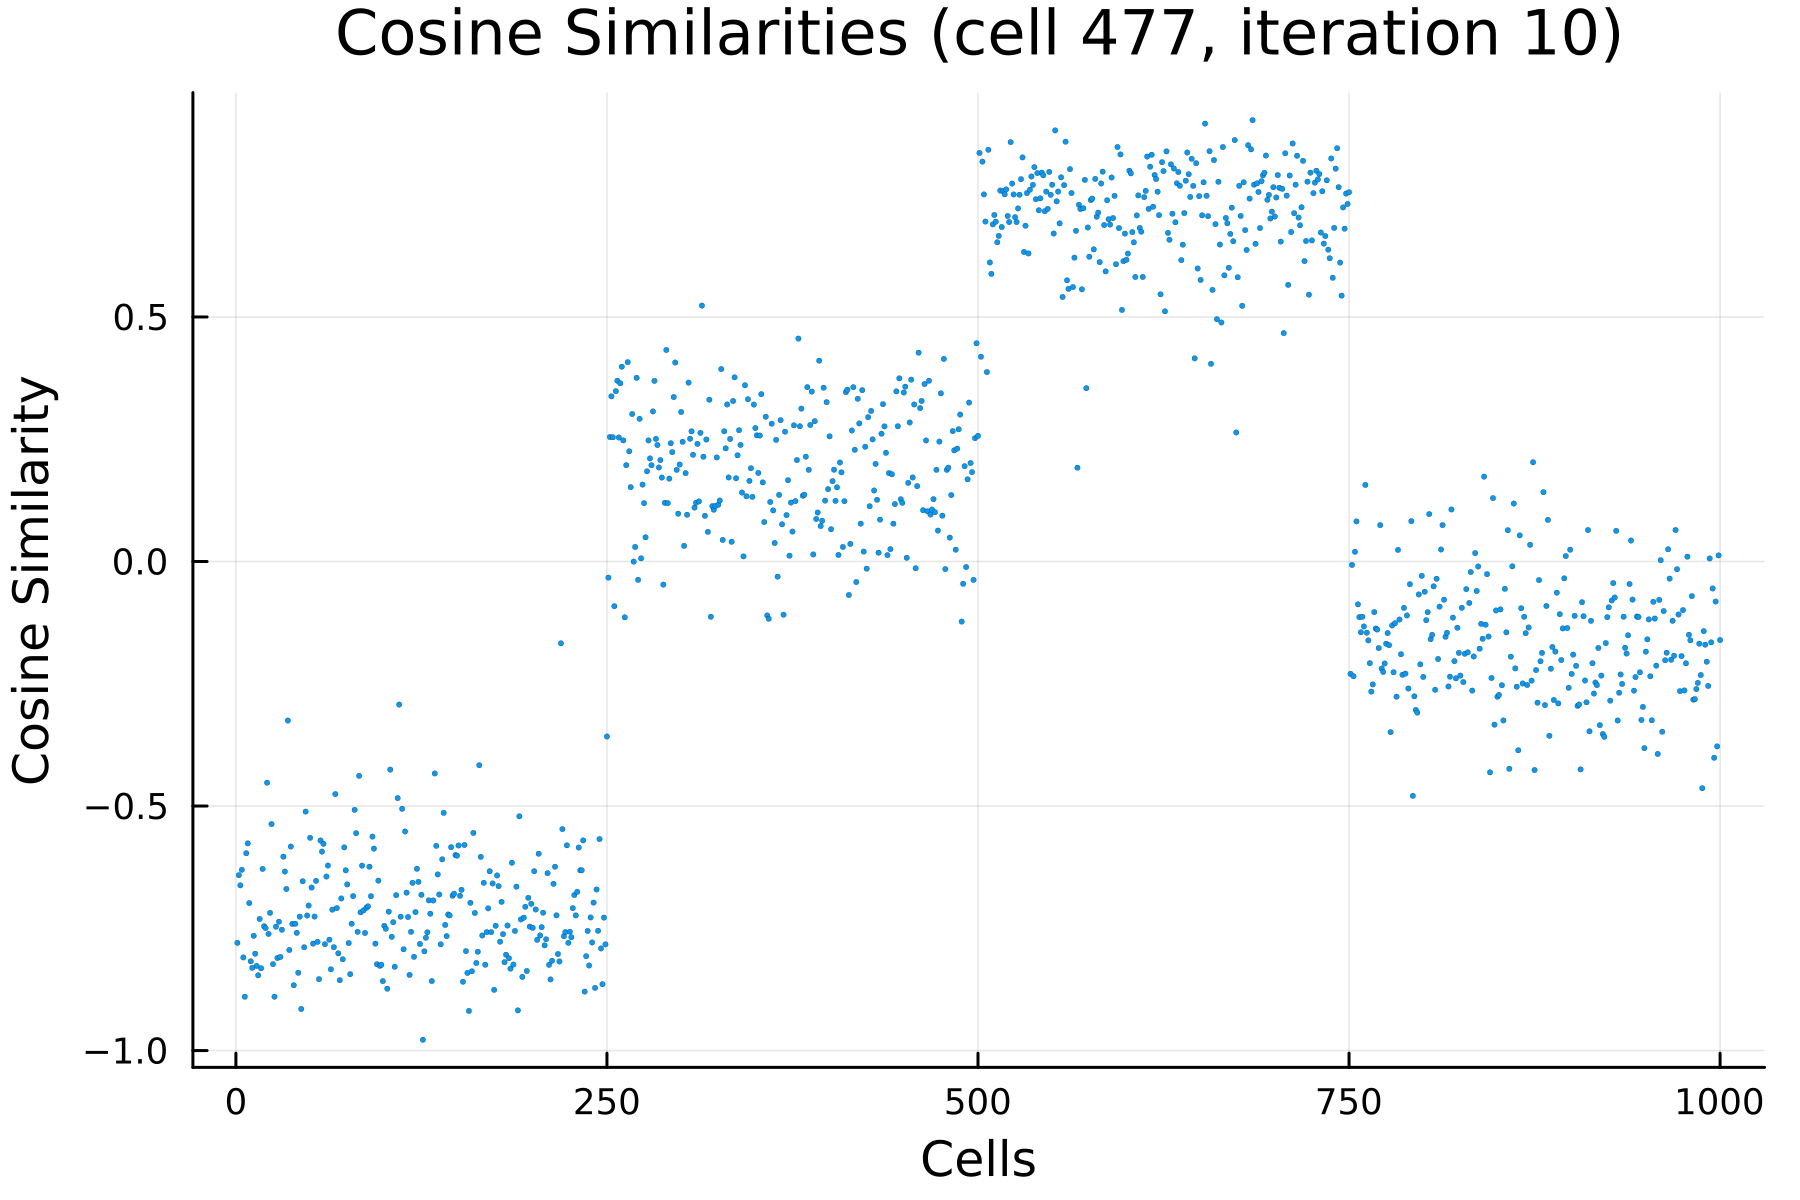 Cosine Similarities (cell 477, iteration 10)
Cosine Similarity
0.5
0.0
−0.5
−1.0
0 250 500 750 1000
Cells